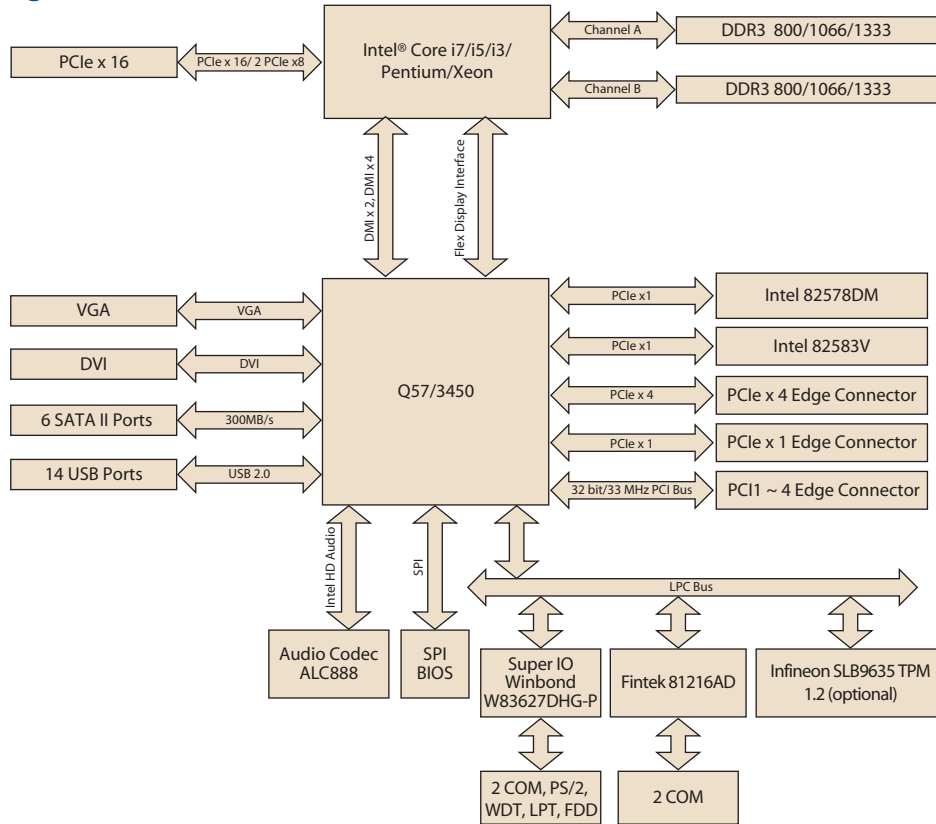 Intel® Core i7/i5/i3/
Pentium/Xeon
PCIe x 16
PCIe x 16/ 2 PCIe x8
Channel A
DDR3 800/1066/1333
Channel B
DDR3 800/1066/1333
DMI x 2, DMI x 4
Flex Display Interface
Q57/3450
VGA
VGA
DVI
DVI
6 SATA II Ports
300MB/s
14 USB Ports
USB 2.0
PCIe x1
Intel 82578DM
PCIe x1
Intel 82583V
PCIe x 4
PCIe x 4 Edge Connector
PCIe x 1
PCIe x 1 Edge Connector
32 bit/33 MHz PCI Bus
PCI1 ~ 4 Edge Connector
Intel HD Audio
SPI
LPC Bus
Audio Codec
ALC888
SPI
BIOS
Super IO
Winbond
W83627DHG-P
Fintek 81216AD
Infineon SLB9635 TPM
1.2 (optional)
2 COM, PS/2,
WDT, LPT, FDD
2 COM